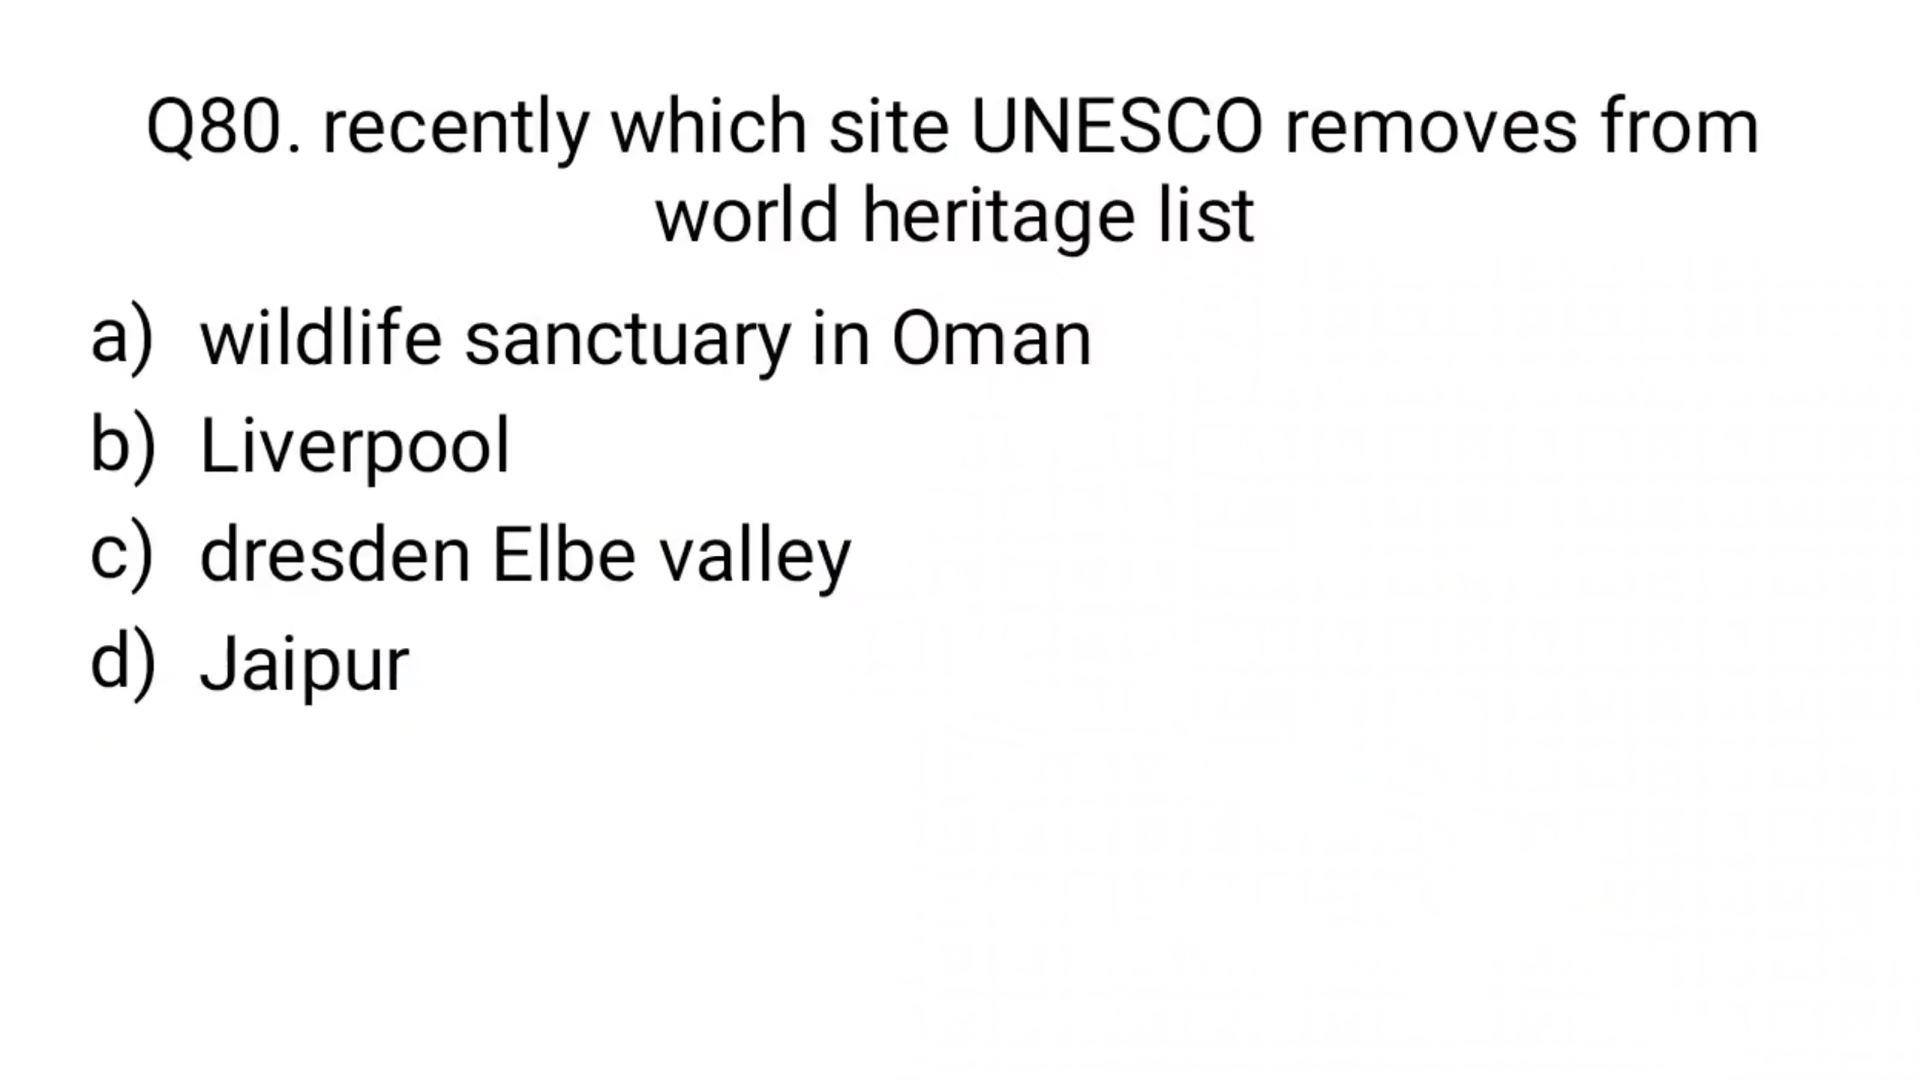 Q80. recently which site UNESCO removes from
world heritage list
a) wildlife sanctuary in Oman
b) Liverpool
c) dresden Elbe valley
d) Jaipur